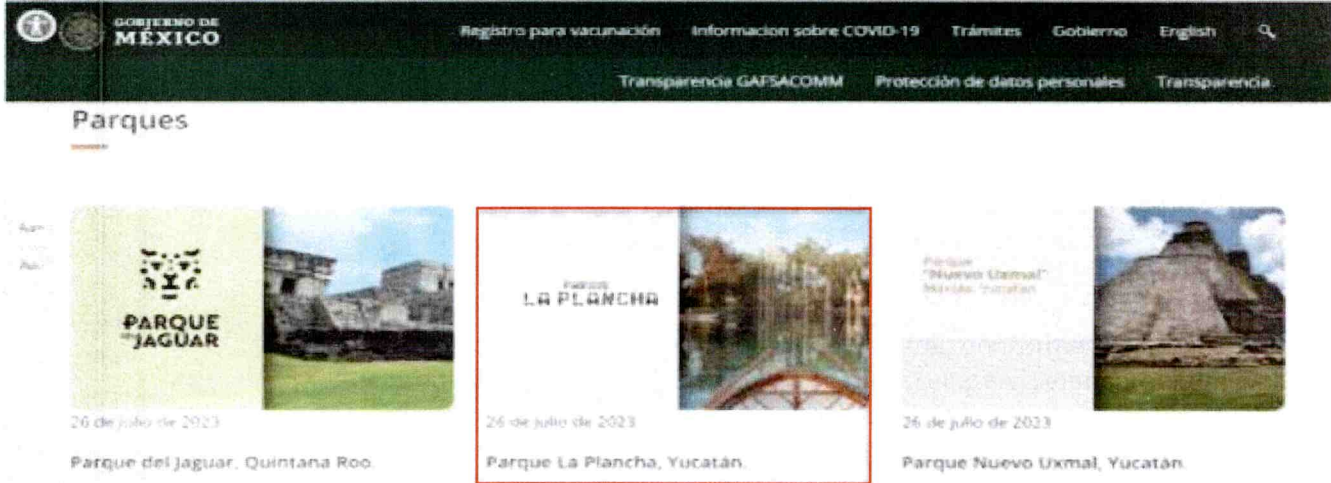 GOBIERNO DE
MÉXICO
Registro para vacunación Informacion sobre COVID-19 Trámites Gobierno English
Transparencia GAFSACOMM Protección de datos personales Transparencia
Parques
PARQUE
DEL JAGUAR
PARQUE
LA PLANCHA
Parque
"Nuevo Uxmal"
Mérida, Yucatán
26 de julio de 2023
26 de julio de 2023
26 de julio de 2023
Parque del Jaguar, Quintana Roo.
Parque La Plancha, Yucatán.
Parque Nuevo Uxmal, Yucatán.